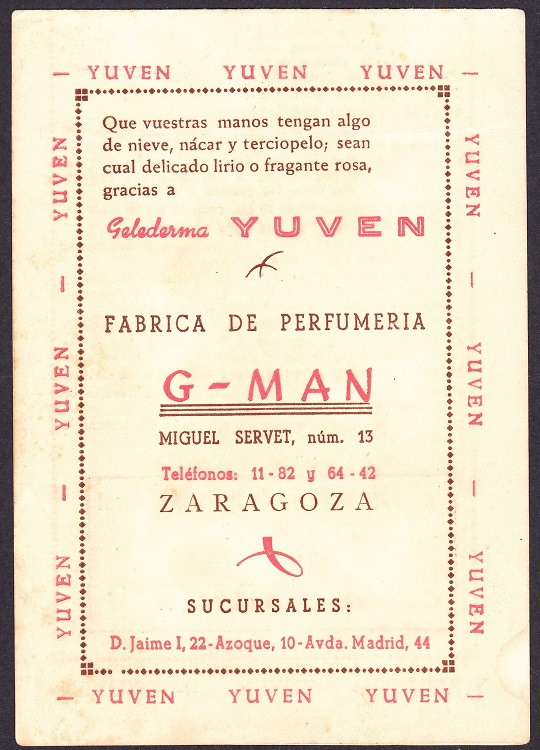 — YUVEN YUVEN YUVEN —
YUVEN — YUVEN — YUVEN
YUVEN — YUVEN — YUVEN
Que vuestras manos tengan algo
de nieve, nácar y terciopelo; sean
cual delicado lirio o fragante rosa,
gracias a
Gelederma YUVEN
FABRICA DE PERFUMERIA
G-MAN
MIGUEL SERVET, núm. 13
Teléfonos: 11-82 y 64-42
ZARAGOZA
SUCURSALES:
D. Jaime I, 22-Azoque, 10-Avda. Madrid, 44
— YUVEN YUVEN YUVEN —